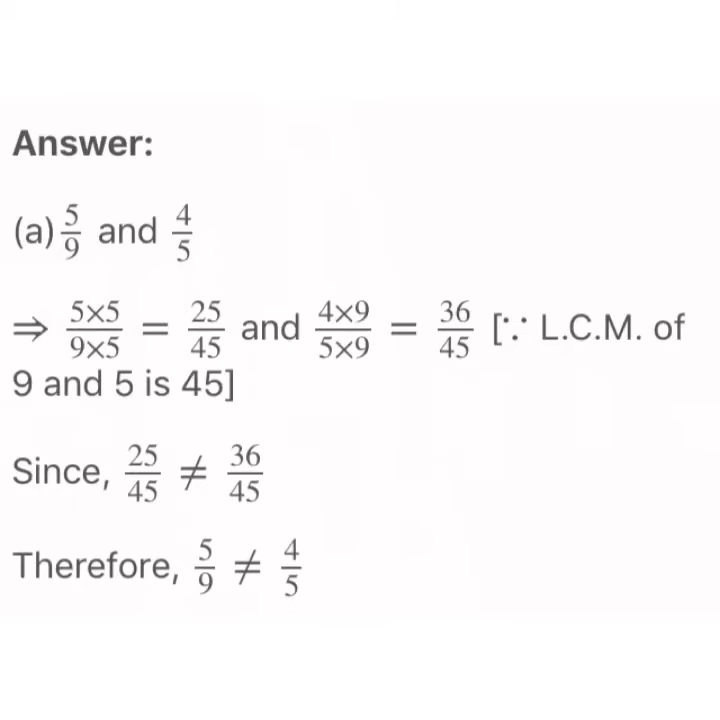 Answer:
(a) 5/9 and 4/5
⇒ 5×5/9×5 = 25/45 and 4×9/5×9 = 36/45 [∵ L.C.M. of
9 and 5 is 45]
Since, 25/45 ≠ 36/45
Therefore, 5/9 ≠ 4/5